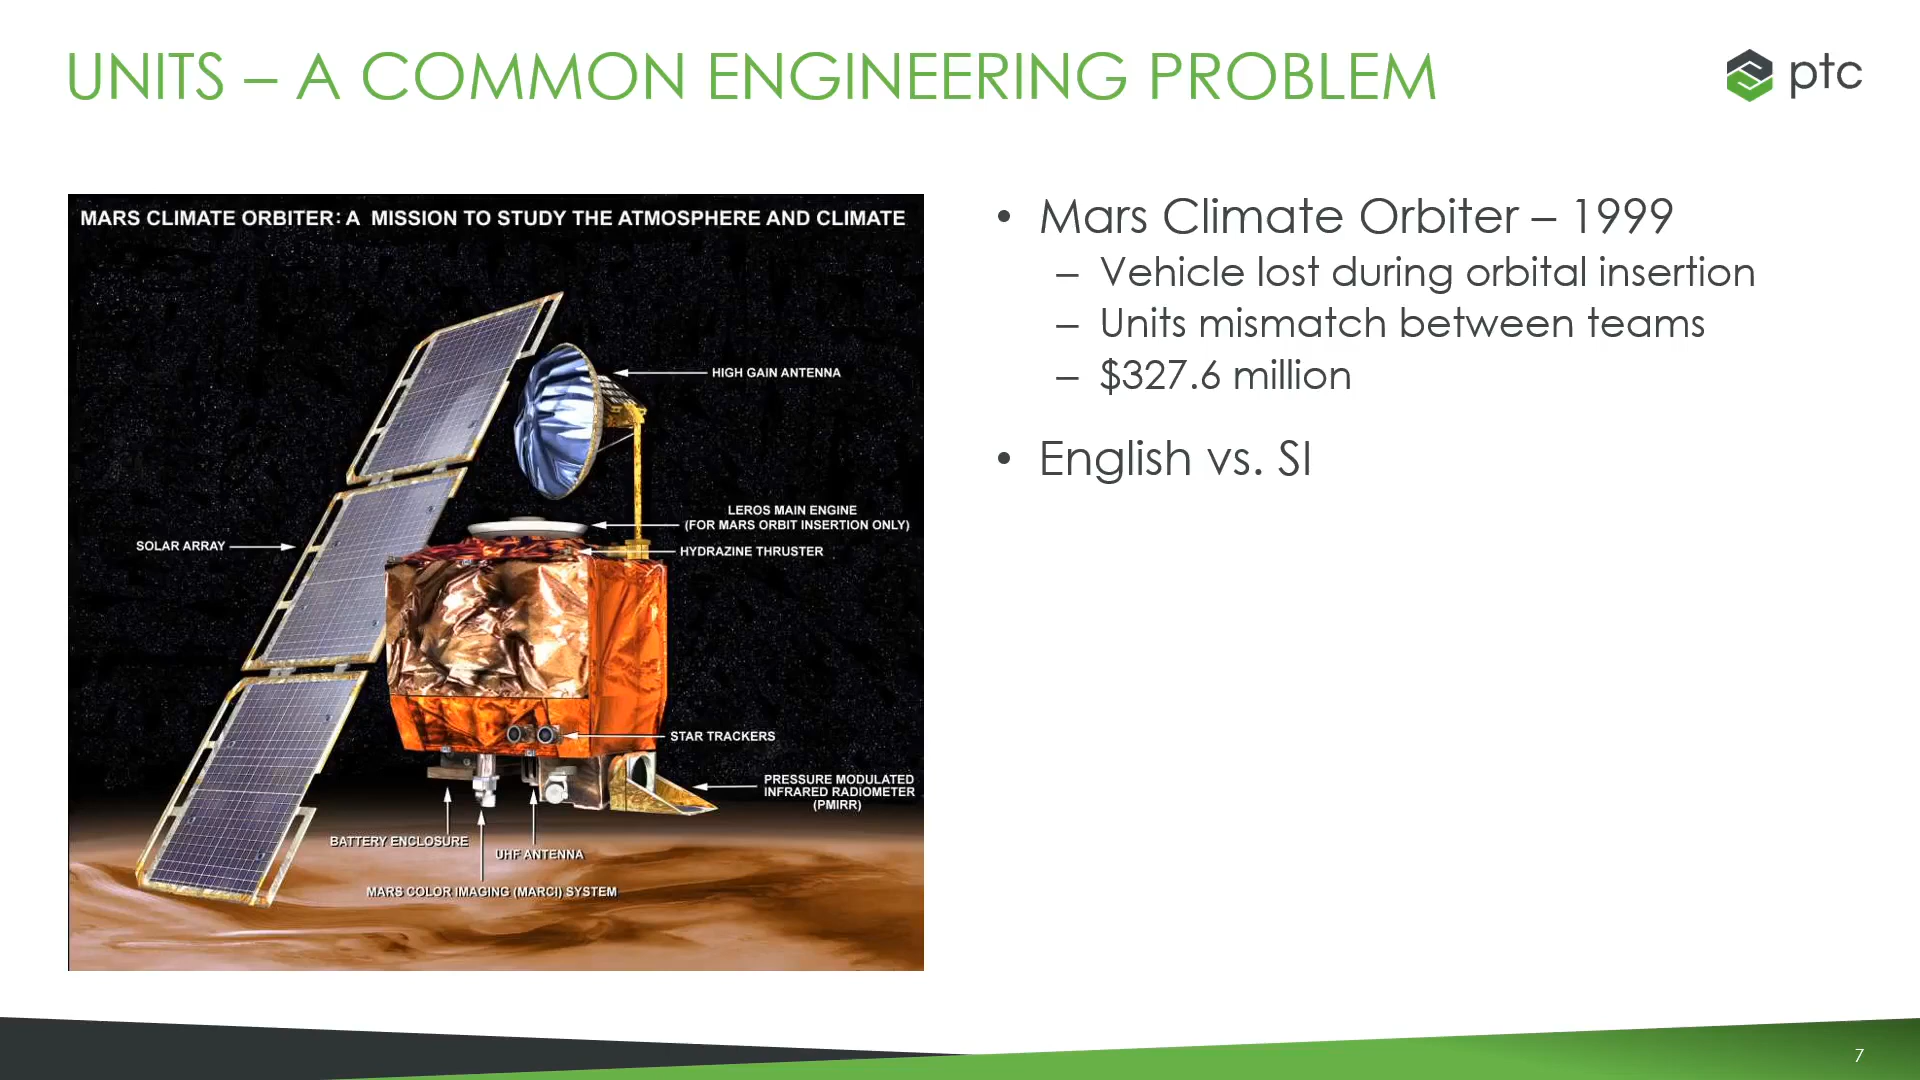 UNITS – A COMMON ENGINEERING PROBLEM
ptc
MARS CLIMATE ORBITER: A MISSION TO STUDY THE ATMOSPHERE AND CLIMATE
HIGH GAIN ANTENNA
LEROS MAIN ENGINE
(FOR MARS ORBIT INSERTION ONLY)
SOLAR ARRAY
HYDRAZINE THRUSTER
STAR TRACKERS
PRESSURE MODULATED
INFRARED RADIOMETER
(PMIRR)
BATTERY ENCLOSURE
UHF ANTENNA
MARS COLOR IMAGING (MARCI) SYSTEM
• Mars Climate Orbiter – 1999
– Vehicle lost during orbital insertion
– Units mismatch between teams
– $327.6 million
• English vs. SI
7